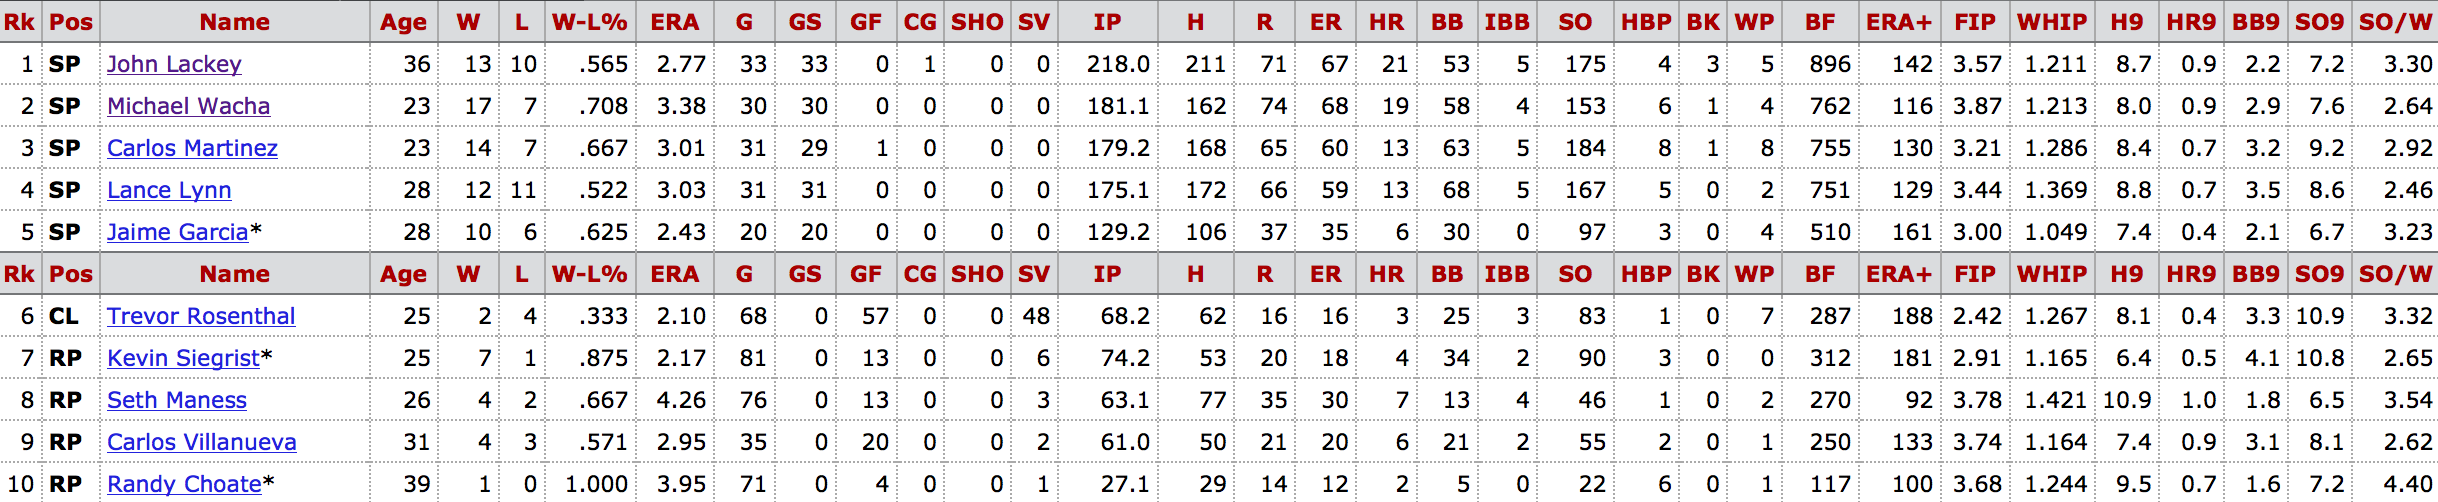 Rk Pos Name Age W L W-L% ERA G GS GF CG SHO SV IP H R ER HR BB IBB SO HBP BK WP BF ERA+ FIP WHIP H9 HR9 BB9 SO9 SO/W
1 SP John Lackey 36 13 10 .565 2.77 33 33 0 1 0 0 218.0 211 71 67 21 53 5 175 4 3 5 896 142 3.57 1.211 8.7 0.9 2.2 7.2 3.30
2 SP Michael Wacha 23 17 7 .708 3.38 30 30 0 0 0 0 181.1 162 74 68 19 58 4 153 6 1 4 762 116 3.87 1.213 8.0 0.9 2.9 7.6 2.64
3 SP Carlos Martinez 23 14 7 .667 3.01 31 29 1 0 0 0 179.2 168 65 60 13 63 5 184 8 1 8 755 130 3.21 1.286 8.4 0.7 3.2 9.2 2.92
4 SP Lance Lynn 28 12 11 .522 3.03 31 31 0 0 0 0 175.1 172 66 59 13 68 5 167 5 0 2 751 129 3.44 1.369 8.8 0.7 3.5 8.6 2.46
5 SP Jaime Garcia* 28 10 6 .625 2.43 20 20 0 0 0 0 129.2 106 37 35 6 30 0 97 3 0 4 510 161 3.00 1.049 7.4 0.4 2.1 6.7 3.23
Rk Pos Name Age W L W-L% ERA G GS GF CG SHO SV IP H R ER HR BB IBB SO HBP BK WP BF ERA+ FIP WHIP H9 HR9 BB9 SO9 SO/W
6 CL Trevor Rosenthal 25 2 4 .333 2.10 68 0 57 0 0 48 68.2 62 16 16 3 25 3 83 1 0 7 287 188 2.42 1.267 8.1 0.4 3.3 10.9 3.32
7 RP Kevin Siegrist* 25 7 1 .875 2.17 81 0 13 0 0 6 74.2 53 20 18 4 34 2 90 3 0 0 312 181 2.91 1.165 6.4 0.5 4.1 10.8 2.65
8 RP Seth Maness 26 4 2 .667 4.26 76 0 13 0 0 3 63.1 77 35 30 7 13 4 46 1 0 2 270 92 3.78 1.421 10.9 1.0 1.8 6.5 3.54
9 RP Carlos Villanueva 31 4 3 .571 2.95 35 0 20 0 0 2 61.0 50 21 20 6 21 2 55 2 0 1 250 133 3.74 1.164 7.4 0.9 3.1 8.1 2.62
10 RP Randy Choate* 39 1 0 1.000 3.95 71 0 4 0 0 1 27.1 29 14 12 2 5 0 22 6 0 1 117 100 3.68 1.244 9.5 0.7 1.6 7.2 4.40